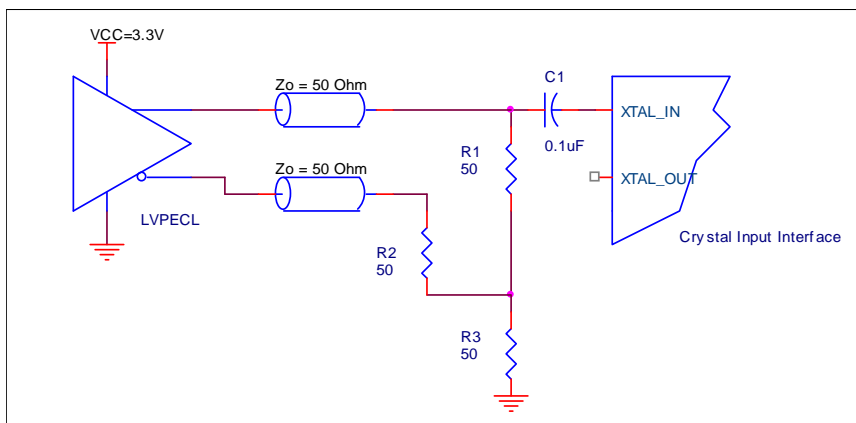 VCC=3.3V
Zo = 50 Ohm
C1
XTAL_IN
R1
50
0.1uF
Zo = 50 Ohm
XTAL_OUT
LVPECL
R2
50
Crystal Input Interface
R3
50